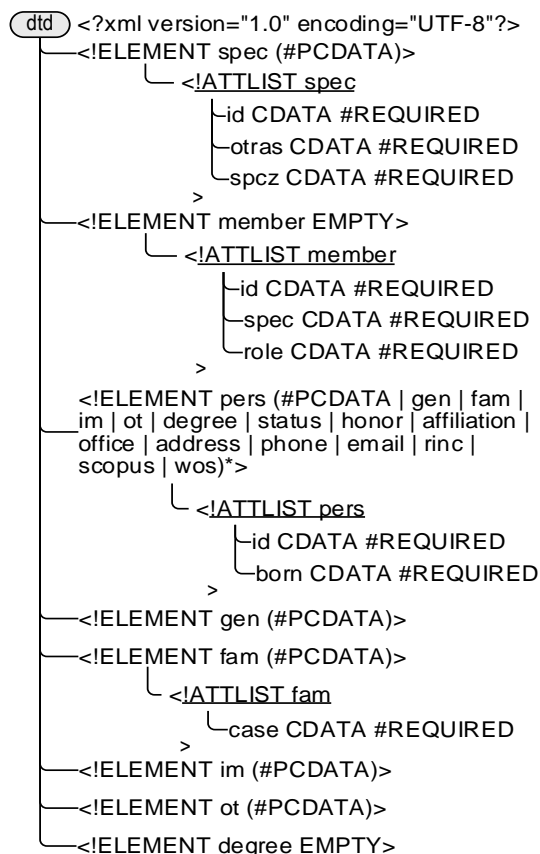 dtd <?xml version="1.0" encoding="UTF-8"?>
<!ELEMENT spec (#PCDATA)>
<!ATTLIST spec
id CDATA #REQUIRED
otras CDATA #REQUIRED
spcz CDATA #REQUIRED
>
<!ELEMENT member EMPTY>
<!ATTLIST member
id CDATA #REQUIRED
spec CDATA #REQUIRED
role CDATA #REQUIRED
>
<!ELEMENT pers (#PCDATA | gen | fam |
im | ot | degree | status | honor | affiliation |
office | address | phone | email | rinc |
scopus | wos)*>
<!ATTLIST pers
id CDATA #REQUIRED
born CDATA #REQUIRED
>
<!ELEMENT gen (#PCDATA)>
<!ELEMENT fam (#PCDATA)>
<!ATTLIST fam
case CDATA #REQUIRED
>
<!ELEMENT im (#PCDATA)>
<!ELEMENT ot (#PCDATA)>
<!ELEMENT degree EMPTY>